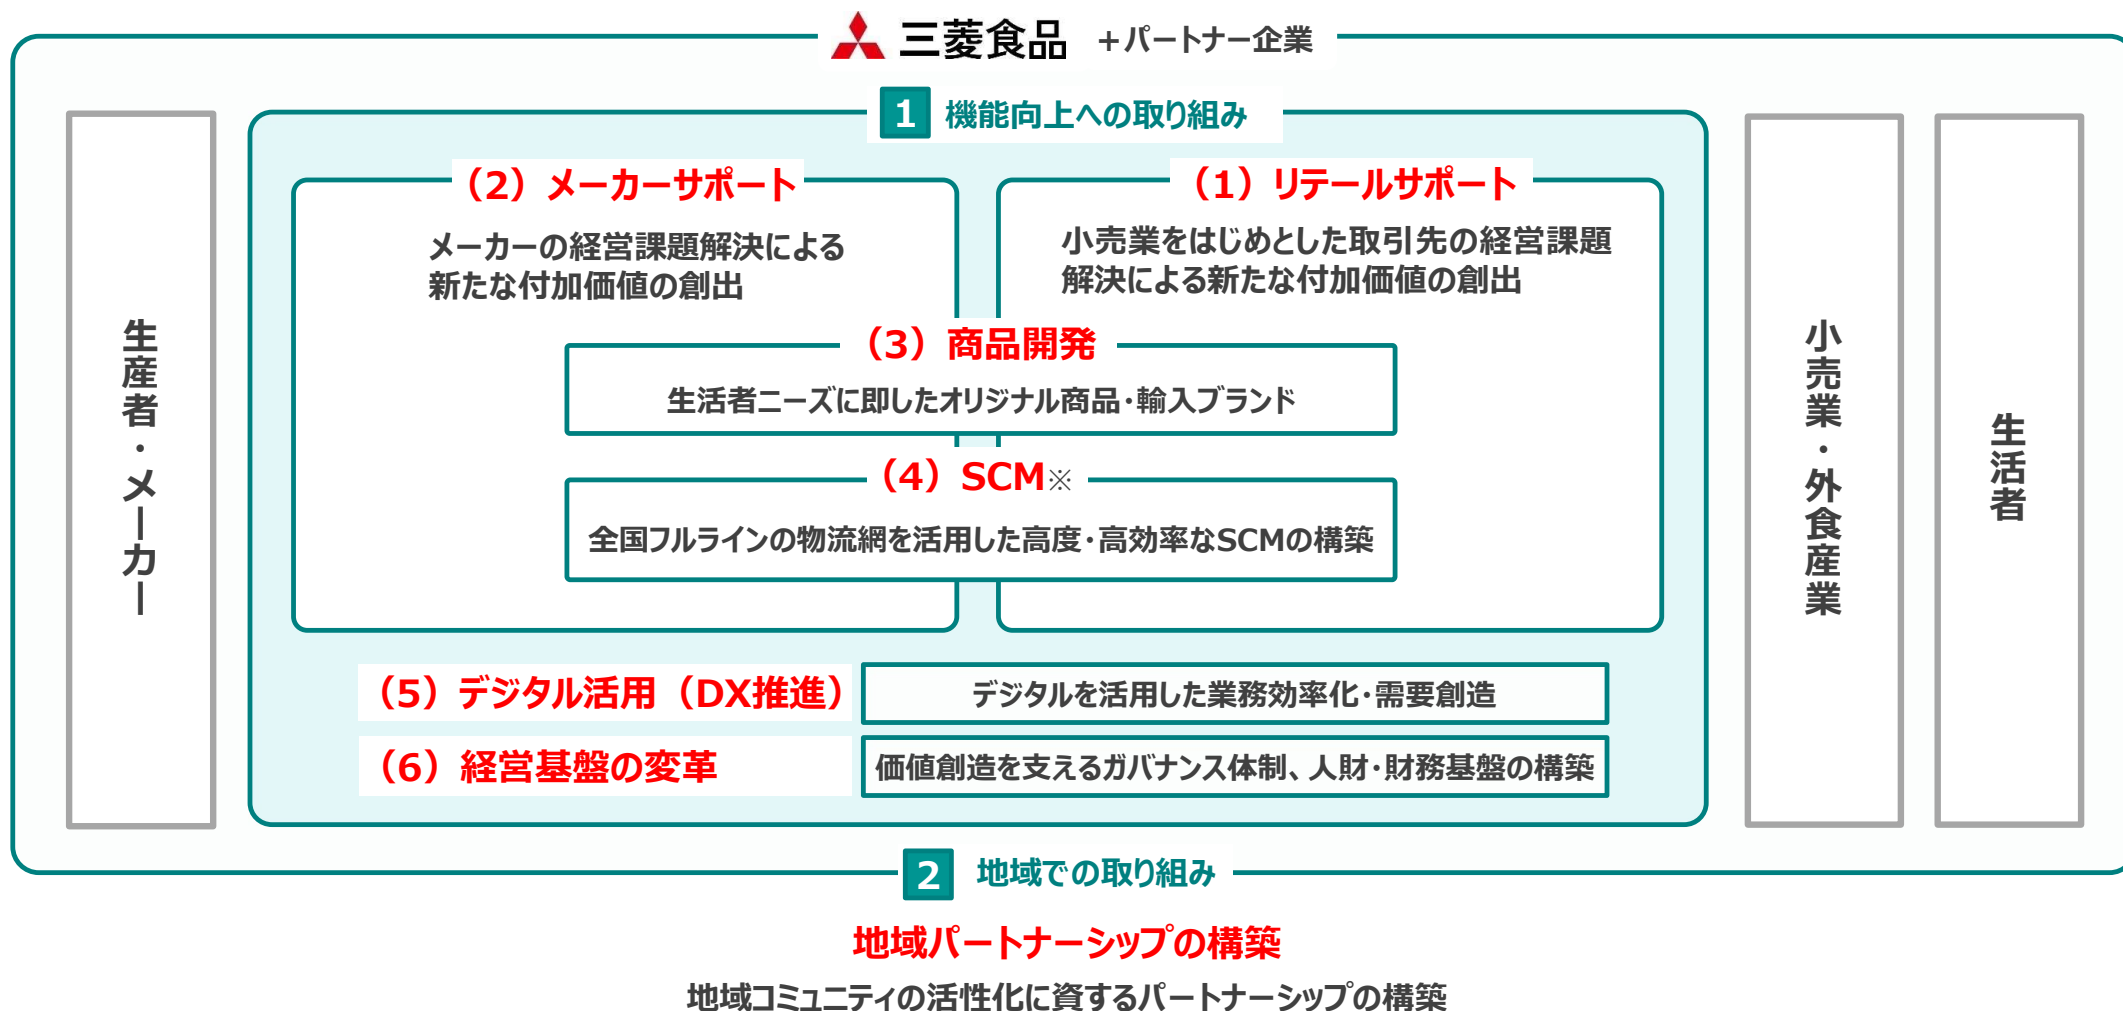 三菱食品 +パートナー企業
1 機能向上への取り組み
(2)メーカーサポート
メーカーの経営課題解決による
新たな付加価値の創出
(1)リテールサポート
小売業をはじめとした取引先の経営課題
解決による新たな付加価値の創出
(3)商品開発
生活者ニーズに即したオリジナル商品・輸入ブランド
(4)SCM※
全国フルラインの物流網を活用した高度・高効率なSCMの構築
(5)デジタル活用(DX推進)
デジタルを活用した業務効率化・需要創造
(6)経営基盤の変革
価値創造を支えるガバナンス体制、人財・財務基盤の構築
生産者・メーカー
小売業・外食産業
生活者
2 地域での取り組み
地域パートナーシップの構築
地域コミュニティの活性化に資するパートナーシップの構築